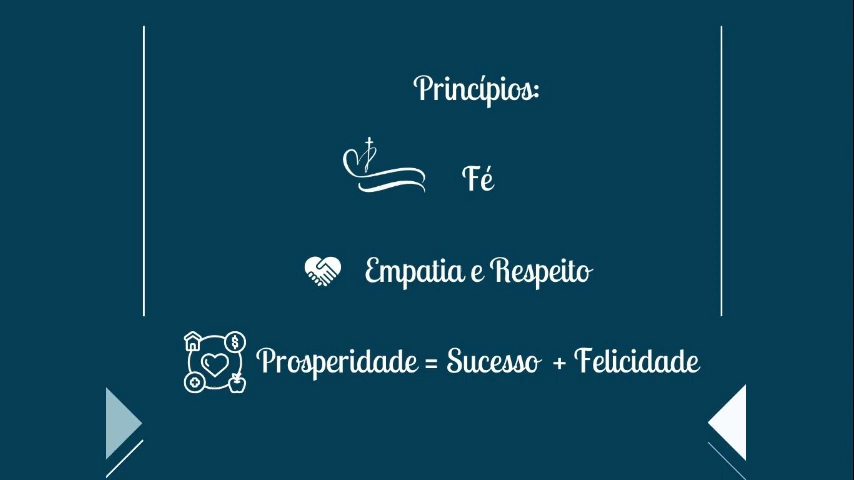 Princípios:
Fé
Empatia e Respeito
Prosperidade = Sucesso + Felicidade